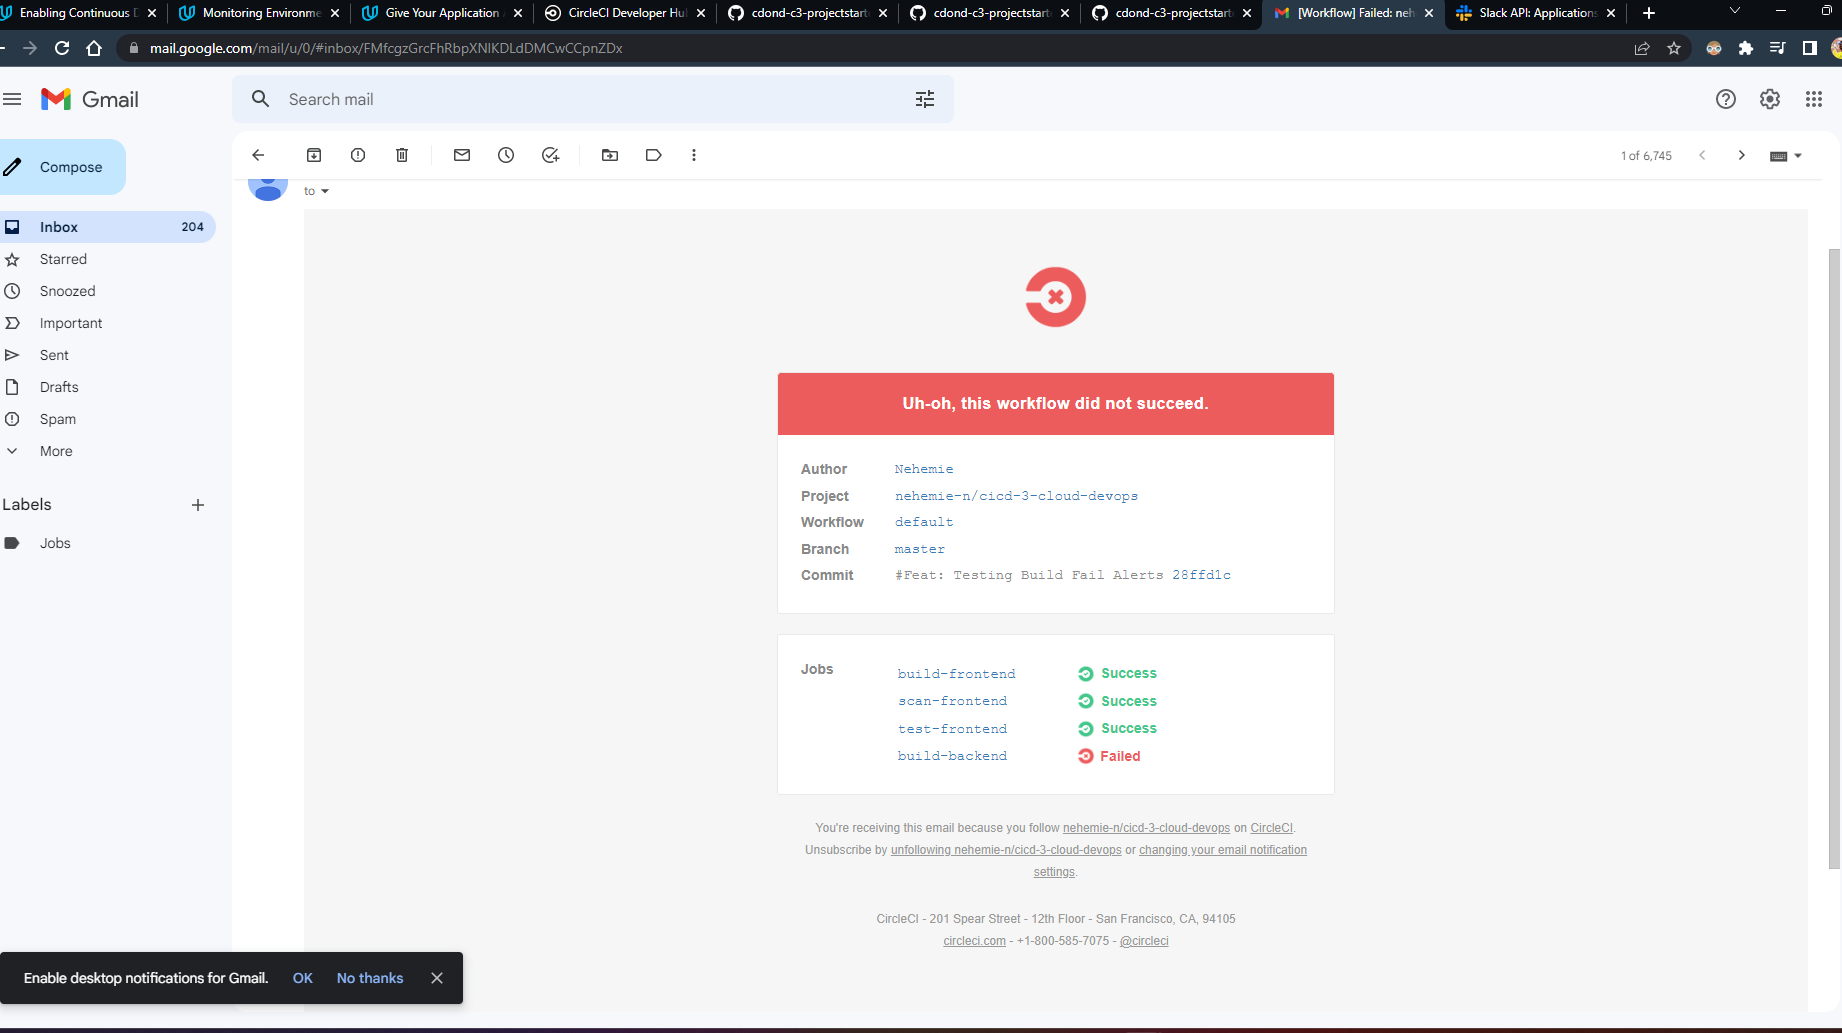 Enabling Continuous D
Monitoring Environme
Give Your Application
CircleCI Developer Hu
cdond-c3-projectstart
cdond-c3-projectstart
cdond-c3-projectstart
[Workflow] Failed: neh
Slack API: Applications
mail.google.com/mail/u/0/#inbox/FMfcgzGrcFhRbpXNlKDLdDMCwCCpnZDx
Gmail
Search mail
Compose
1 of 6,745
to
Inbox 204
Starred
Snoozed
Important
Sent
Drafts
Spam
More
Labels
Jobs
Uh-oh, this workflow did not succeed.
Author Nehemie
Project nehemie-n/cicd-3-cloud-devops
Workflow default
Branch master
Commit #Feat: Testing Build Fail Alerts 28ffd1c
Jobs build-frontend Success
scan-frontend Success
test-frontend Success
build-backend Failed
You're receiving this email because you follow nehemie-n/cicd-3-cloud-devops on CircleCI.
Unsubscribe by unfollowing nehemie-n/cicd-3-cloud-devops or changing your email notification
settings.
CircleCI - 201 Spear Street - 12th Floor - San Francisco, CA, 94105
circleci.com - +1-800-585-7075 - @circleci
Enable desktop notifications for Gmail. OK No thanks